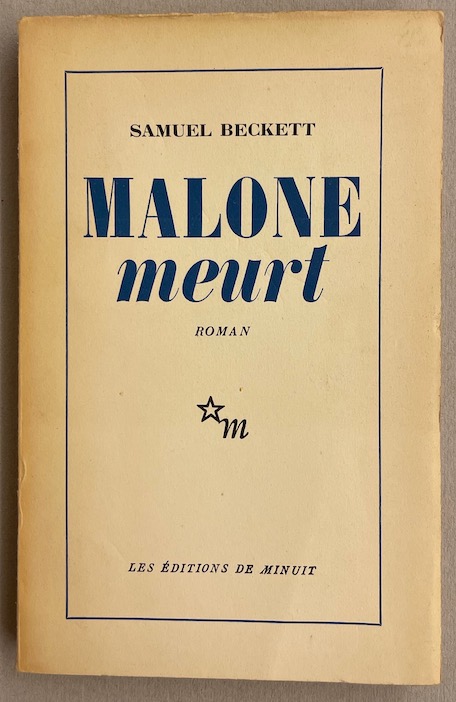 SAMUEL BECKETT
MALONE
meurt
ROMAN
m
LES ÉDITIONS DE MINUIT